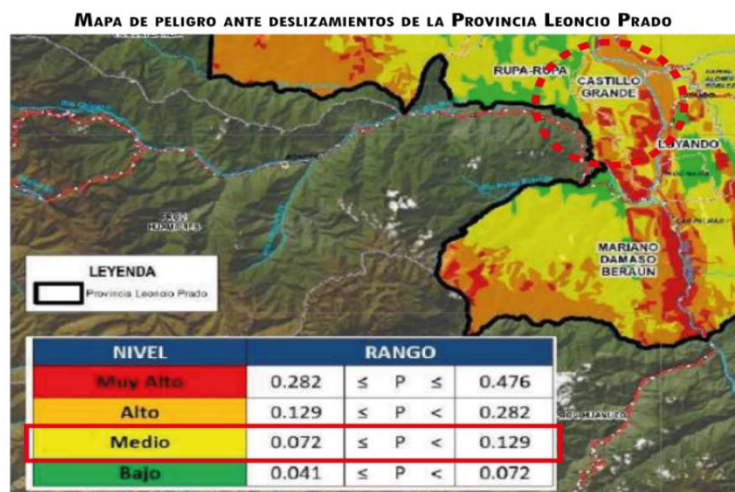 MAPA DE PELIGRO ANTE DESLIZAMIENTOS DE LA PROVINCIA LEONCIO PRADO
RUPA-RUPA
CASTILLO
GRANDE
LUYANDO
MARIANO
DAMASO
BERAUN
LEYENDA
Provincia Leoncio Prado
NIVEL RANGO
Muy Alto 0.282 ≤ P ≤ 0.476
Alto 0.129 ≤ P < 0.282
Medio 0.072 ≤ P < 0.129
Bajo 0.041 ≤ P < 0.072